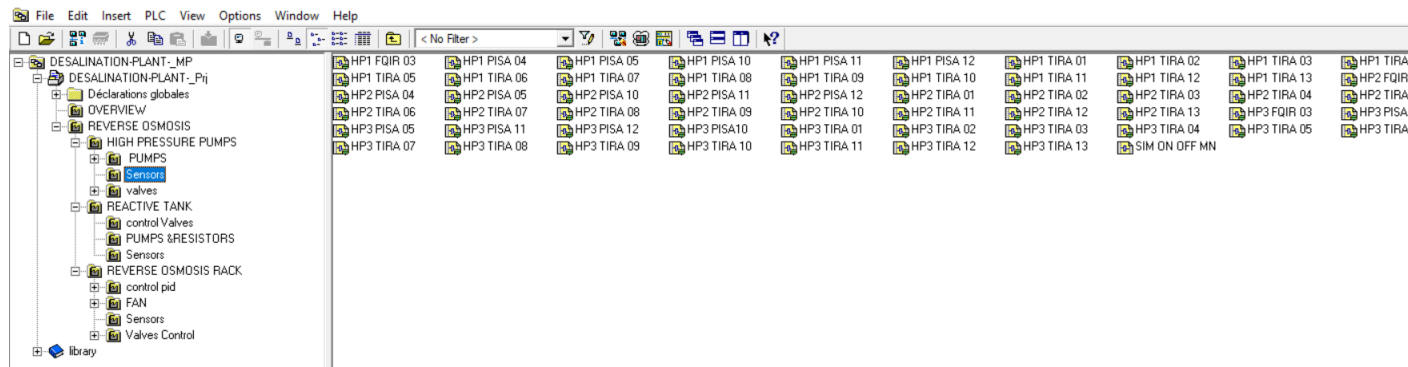 File Edit Insert PLC View Options Window Help
< No Filter >
DESALINATION-PLANT-_MP
DESALINATION-PLANT-_Prj
Déclarations globales
OVERVIEW
REVERSE OSMOSIS
HIGH PRESSURE PUMPS
PUMPS
Sensors
valves
REACTIVE TANK
control Valves
PUMPS &RESISTORS
Sensors
REVERSE OSMOSIS RACK
control pid
FAN
Sensors
Valves Control
library
HP1 FQIR 03 HP1 PISA 04 HP1 PISA 05 HP1 PISA 10 HP1 PISA 11 HP1 PISA 12 HP1 TIRA 01 HP1 TIRA 02 HP1 TIRA 03 HP1 TIRA
HP1 TIRA 05 HP1 TIRA 06 HP1 TIRA 07 HP1 TIRA 08 HP1 TIRA 09 HP1 TIRA 10 HP1 TIRA 11 HP1 TIRA 12 HP1 TIRA 13 HP2 FQIR
HP2 PISA 04 HP2 PISA 05 HP2 PISA 10 HP2 PISA 11 HP2 PISA 12 HP2 TIRA 01 HP2 TIRA 02 HP2 TIRA 03 HP2 TIRA 04 HP2 TIRA
HP2 TIRA 06 HP2 TIRA 07 HP2 TIRA 08 HP2 TIRA 09 HP2 TIRA 10 HP2 TIRA 11 HP2 TIRA 12 HP2 TIRA 13 HP3 FQIR 03 HP3 PISA
HP3 PISA 05 HP3 PISA 11 HP3 PISA 12 HP3 PISA10 HP3 TIRA 01 HP3 TIRA 02 HP3 TIRA 03 HP3 TIRA 04 HP3 TIRA 05 HP3 TIRA
HP3 TIRA 07 HP3 TIRA 08 HP3 TIRA 09 HP3 TIRA 10 HP3 TIRA 11 HP3 TIRA 12 HP3 TIRA 13 SIM ON OFF MN